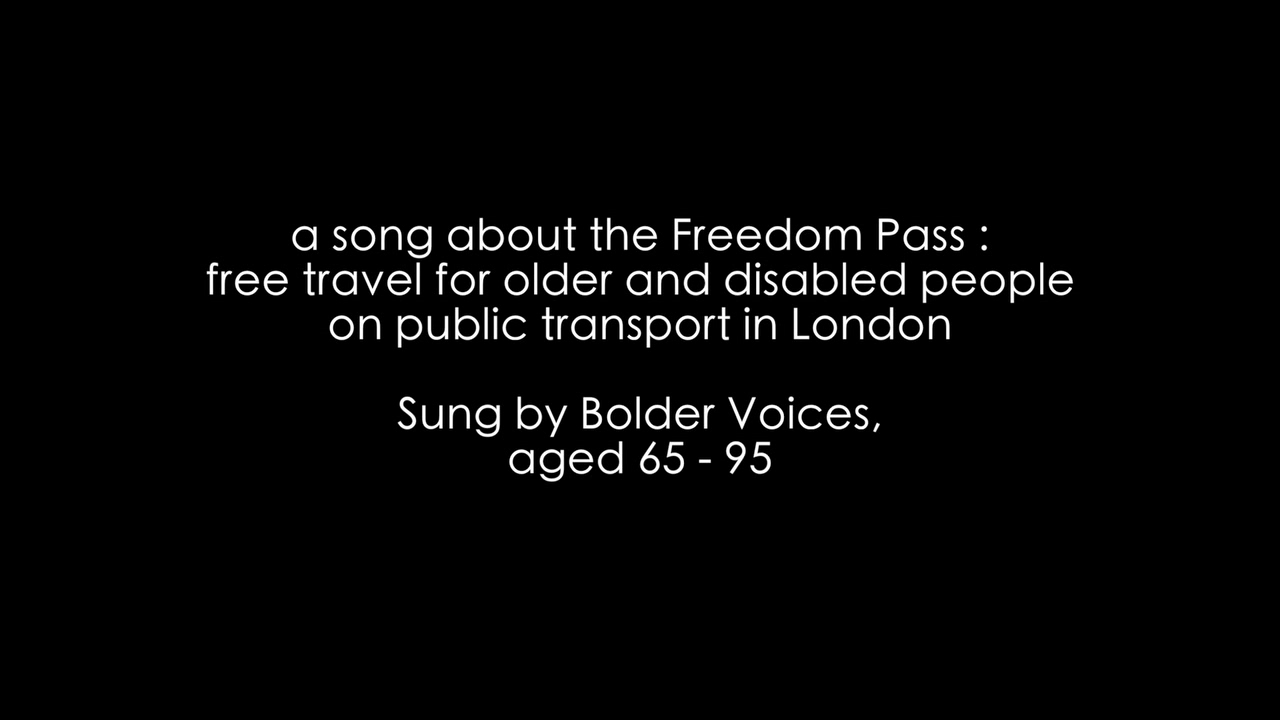 a song about the Freedom Pass :
free travel for older and disabled people
on public transport in London
Sung by Bolder Voices,
aged 65 - 95